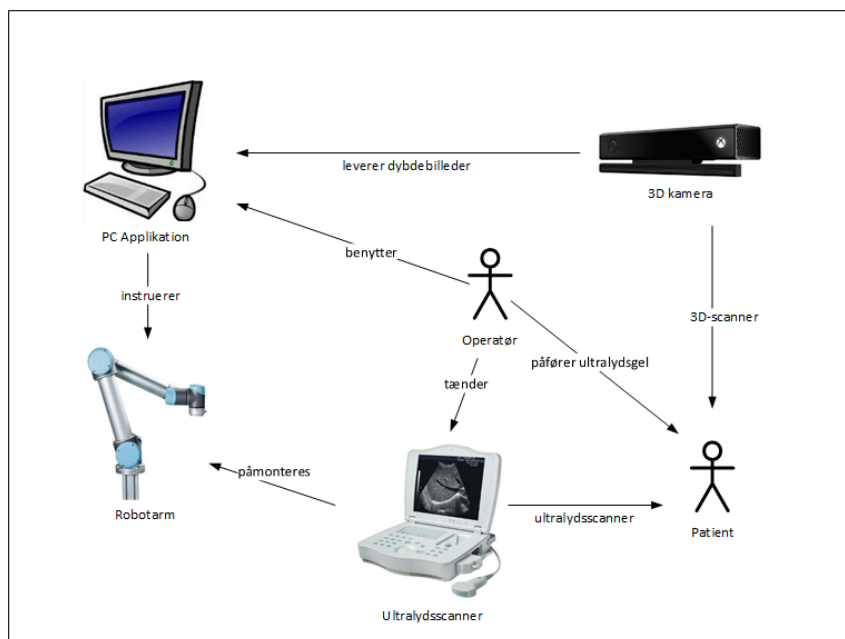 leverer dybdebilleder
3D kamera
PC Applikation
benytter
instruerer
3D-scanner
Operatør
påfører ultralydsgel
tænder
påmonteres
Robotarm
ultralydsscanner
Patient
Ultralydsscanner